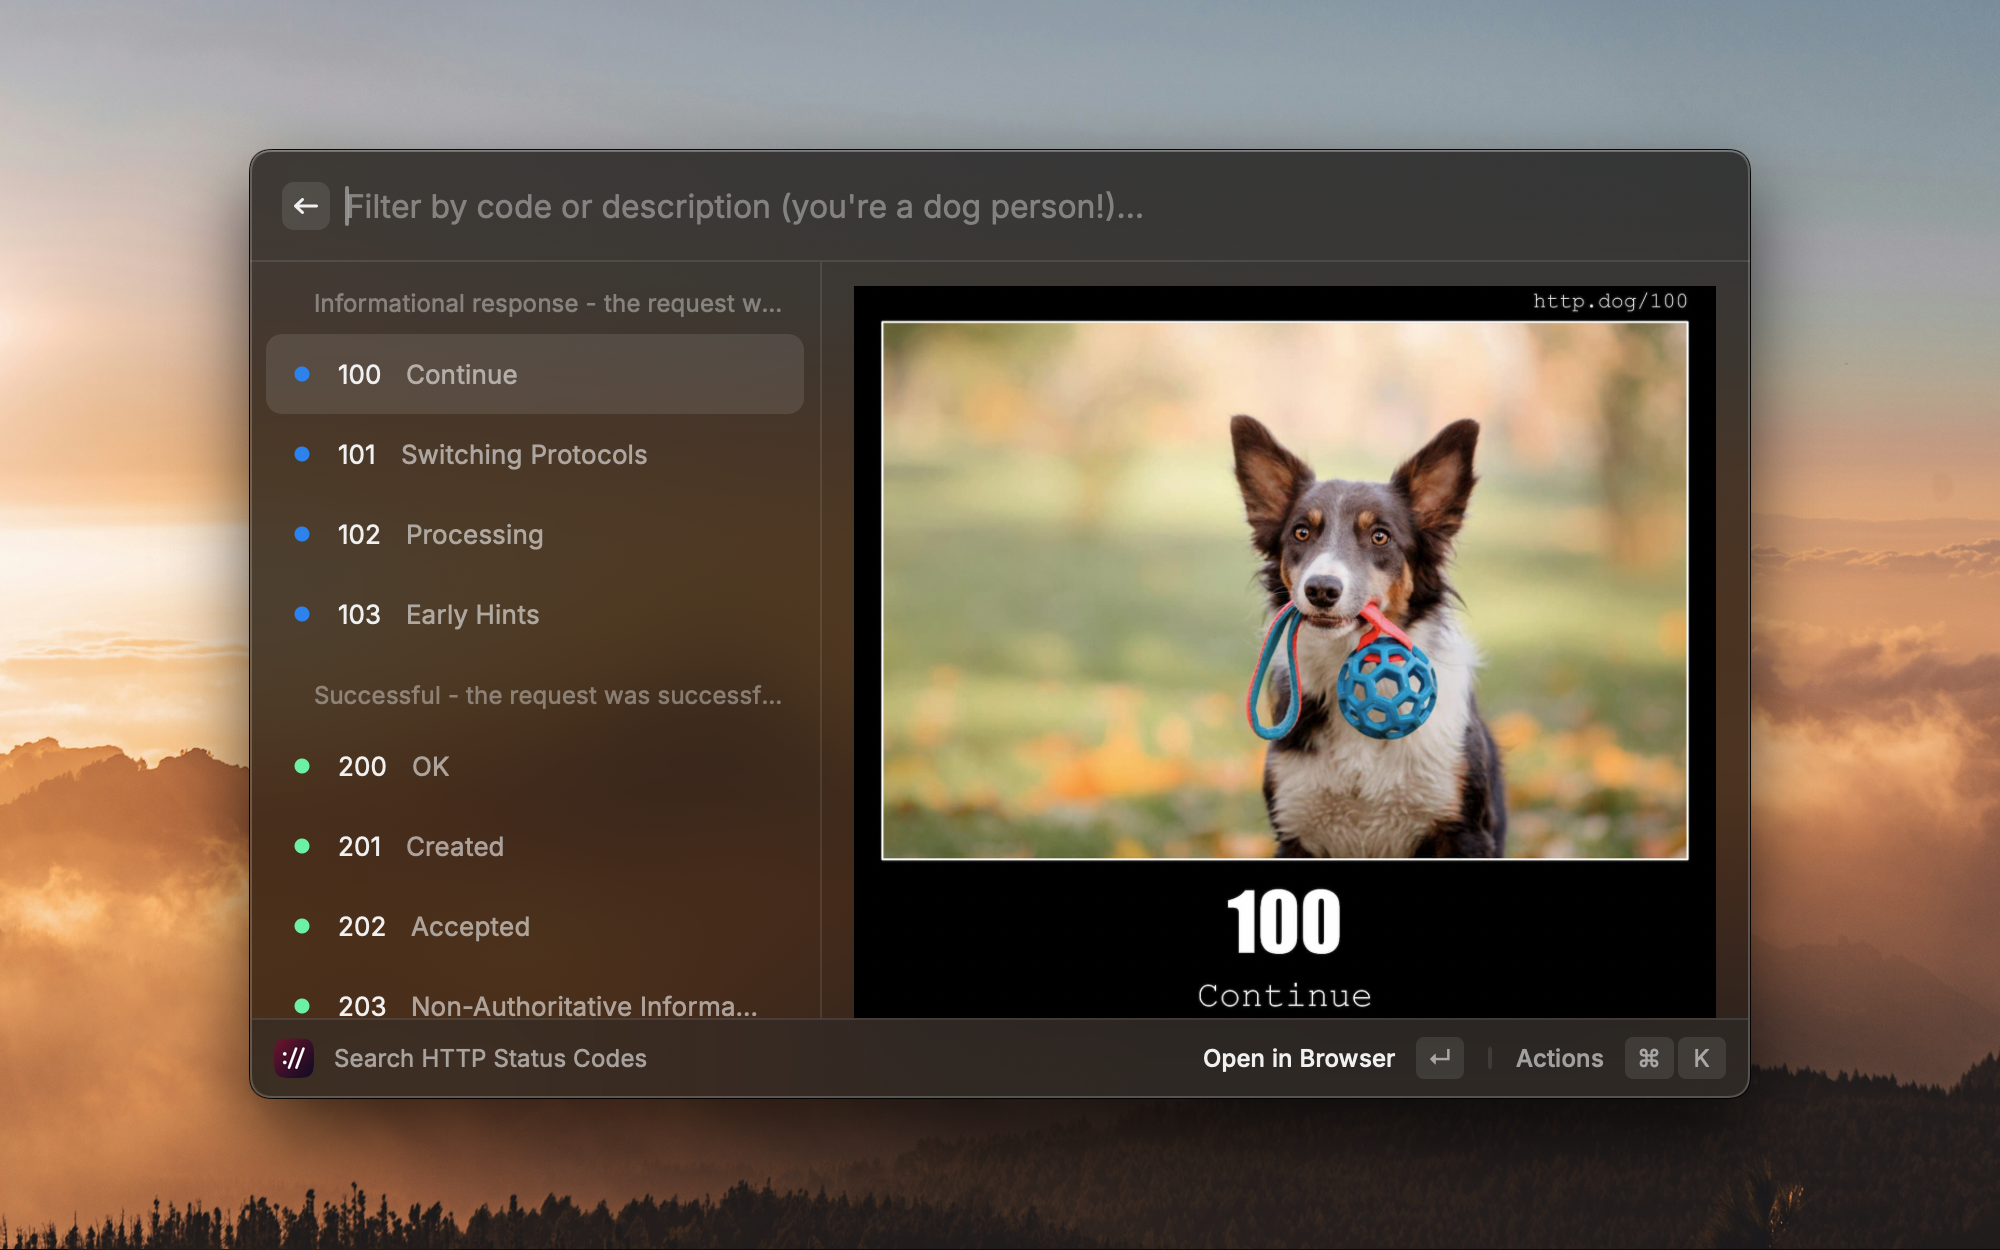 Filter by code or description (you're a dog person!)...
Informational response - the request w...
100 Continue
101 Switching Protocols
102 Processing
103 Early Hints
Successful - the request was successf...
200 OK
201 Created
202 Accepted
203 Non-Authoritative Informa...
http.dog/100
100
Continue
:// Search HTTP Status Codes
Open in Browser ↵ | Actions ⌘ K